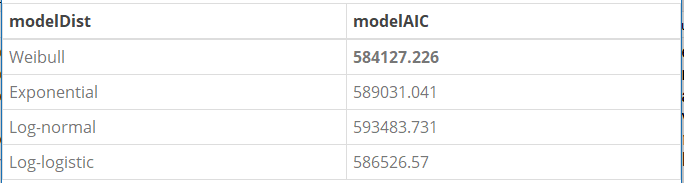 modelDist modelAIC
Weibull 584127.226
Exponential 589031.041
Log-normal 593483.731
Log-logistic 586526.57